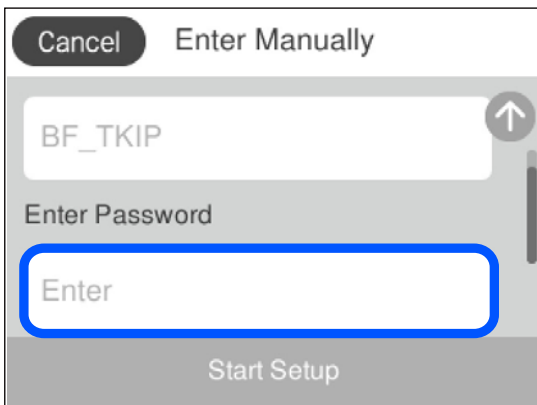 Cancel Enter Manually
BF_TKIP
Enter Password
Enter
Start Setup